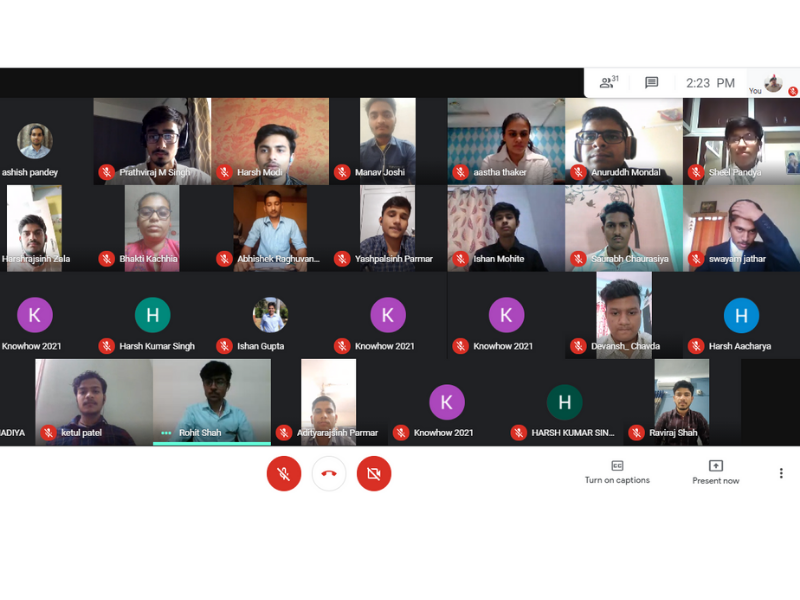 31
2:23 PM
You
ashish pandey
Prathviraj M Singh
Harsh Modi
Manav Joshi
aastha thaker
Anuruddh Mondal
Sheel Pandya
Harshrajsinh Zala
Bhakti Kachhia
Abhishek Raghuvan...
Yashpalsinh Parmar
Ishan Mohite
Saurabh Chaurasiya
swayam jathar
K
H
K
K
H
Knowhow 2021
Harsh Kumar Singh
Ishan Gupta
Knowhow 2021
Knowhow 2021
Devansh_ Chavda
Harsh Aacharya
K
H
ADIYA
ketul patel
Rohit Shah
Adityarajsinh Parmar
Knowhow 2021
HARSH KUMAR SIN...
Raviraj Shah
Turn on captions
Present now